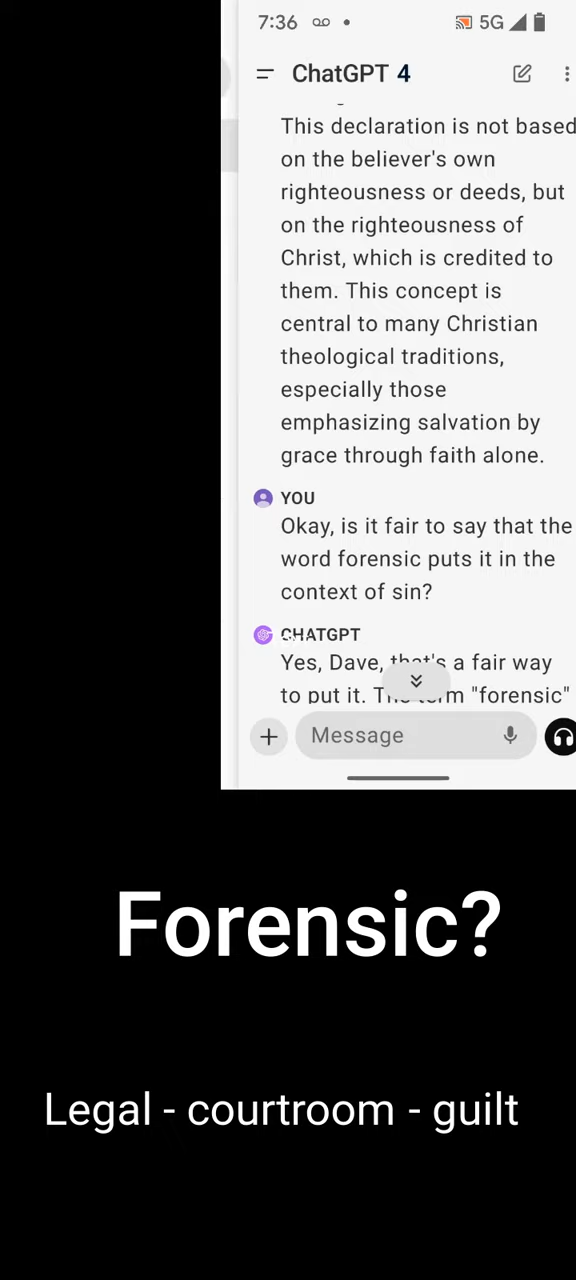 7:36 5G
ChatGPT 4
This declaration is not based
on the believer's own
righteousness or deeds, but
on the righteousness of
Christ, which is credited to
them. This concept is
central to many Christian
theological traditions,
especially those
emphasizing salvation by
grace through faith alone.
YOU
Okay, is it fair to say that the
word forensic puts it in the
context of sin?
CHATGPT
Yes, Dave, that's a fair way
to put it. The term "forensic"
Message
Forensic?
Legal - courtroom - guilt